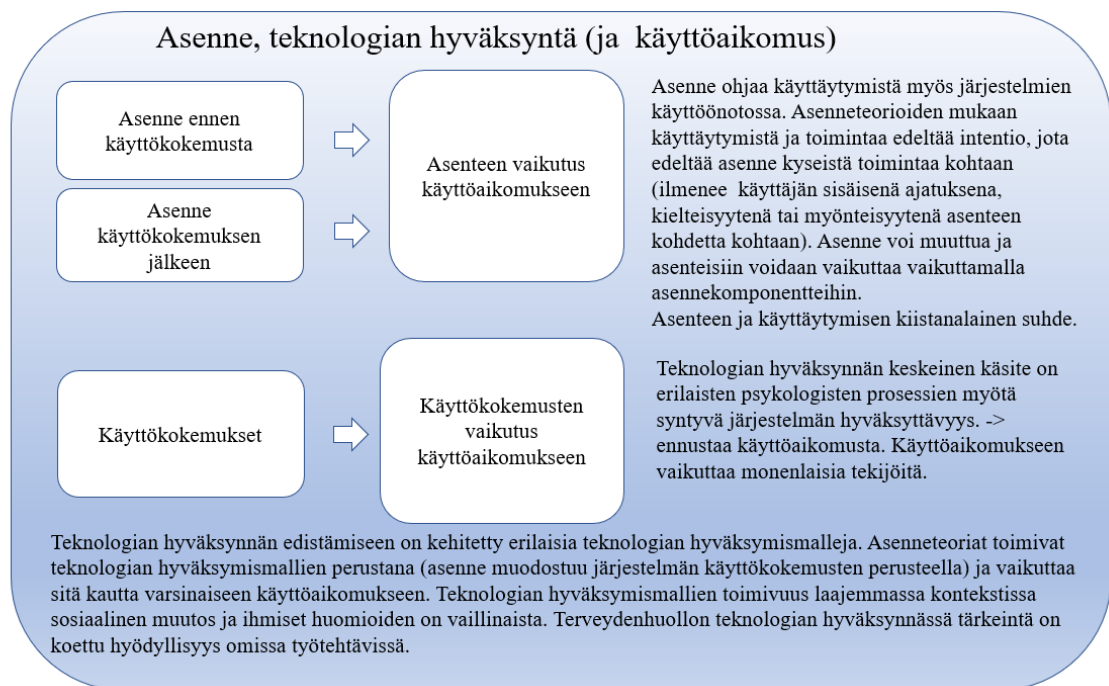 Asenne, teknologian hyväksyntä (ja käyttöaikomus)
Asenne ennen
käyttökokemusta
Asenne
käyttökokemuksen
jälkeen
Asenteen vaikutus
käyttöaikomukseen
Asenne ohjaa käyttäytymistä myös järjestelmien
käyttöönotossa. Asenneteorioiden mukaan
käyttäytymistä ja toimintaa edeltää intentio, jota
edeltää asenne kyseistä toimintaa kohtaan
(ilmenee käyttäjän sisäisenä ajatuksena,
kielteisyytenä tai myönteisyytenä asenteen
kohdetta kohtaan). Asenne voi muuttua ja
asenteisiin voidaan vaikuttaa vaikuttamalla
asennekomponentteihin.
Asenteen ja käyttäytymisen kiistanalainen suhde.
Käyttökokemukset
Käyttökokemusten
vaikutus
käyttöaikomukseen
Teknologian hyväksynnän keskeinen käsite on
erilaisten psykologisten prosessien myötä
syntyvä järjestelmän hyväksyttävyys. ->
ennustaa käyttöaikomusta. Käyttöaikomukseen
vaikuttaa monenlaisia tekijöitä.
Teknologian hyväksynnän edistämiseen on kehitetty erilaisia teknologian hyväksymismalleja. Asenneteoriat toimivat
teknologian hyväksymismallien perustana (asenne muodostuu järjestelmän käyttökokemusten perusteella) ja vaikuttaa
sitä kautta varsinaiseen käyttöaikomukseen. Teknologian hyväksymismallien toimivuus laajemmassa kontekstissa
sosiaalinen muutos ja ihmiset huomioiden on vaillinaista. Terveydenhuollon teknologian hyväksynnässä tärkeintä on
koettu hyödyllisyys omissa työtehtävissä.